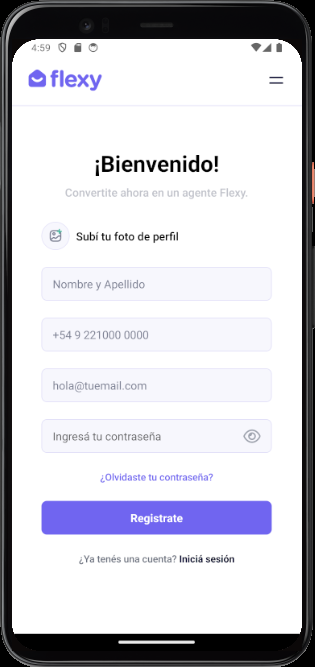 4:59
flexy
¡Bienvenido!
Convertite ahora en un agente Flexy.
Subí tu foto de perfil
Nombre y Apellido
+54 9 221000 0000
hola@tuemail.com
Ingresá tu contraseña
¿Olvidaste tu contraseña?
Registrate
¿Ya tenés una cuenta? Iniciá sesión